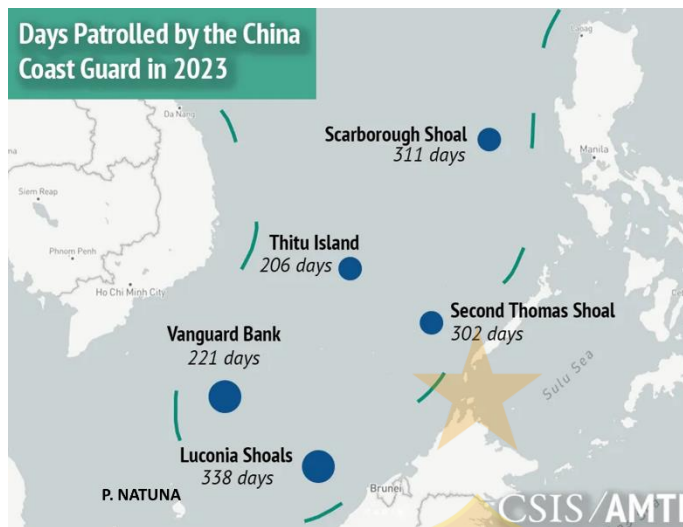 Days Patrolled by the China
Coast Guard in 2023
Da Nang
Scarborough Shoal
311 days
Manila
Siem Reap
Thitu Island
206 days
Phnom Penh
Ho Chi Minh City
Second Thomas Shoal
302 days
Vanguard Bank
221 days
Sulu Sea
Luconia Shoals
338 days
P. NATUNA
Brunei
CSIS/AMTI